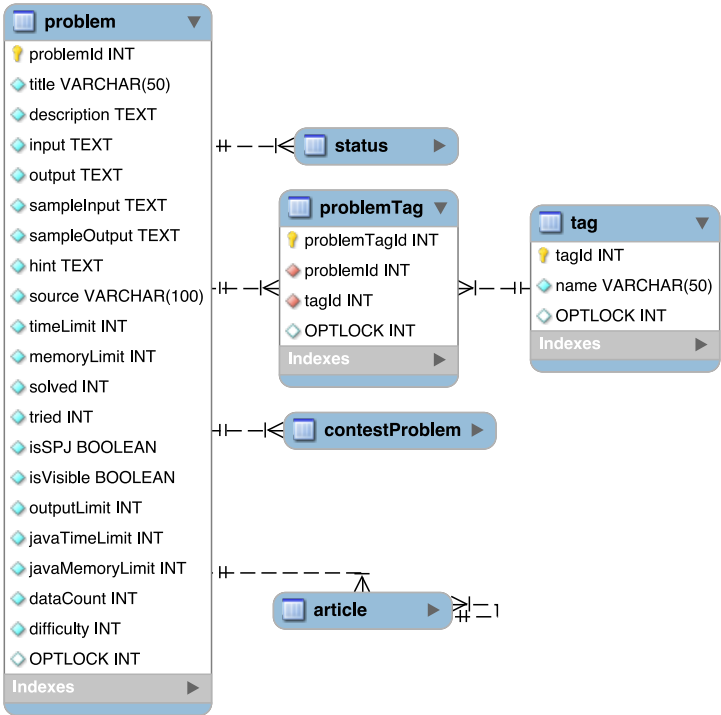 problem
problemId INT
title VARCHAR(50)
description TEXT
input TEXT
output TEXT
sampleInput TEXT
sampleOutput TEXT
hint TEXT
source VARCHAR(100)
timeLimit INT
memoryLimit INT
solved INT
tried INT
isSPJ BOOLEAN
isVisible BOOLEAN
outputLimit INT
javaTimeLimit INT
javaMemoryLimit INT
dataCount INT
difficulty INT
OPTLOCK INT
Indexes
status
problemTag
problemTagId INT
problemId INT
tagId INT
OPTLOCK INT
Indexes
tag
tagId INT
name VARCHAR(50)
OPTLOCK INT
Indexes
contestProblem
article